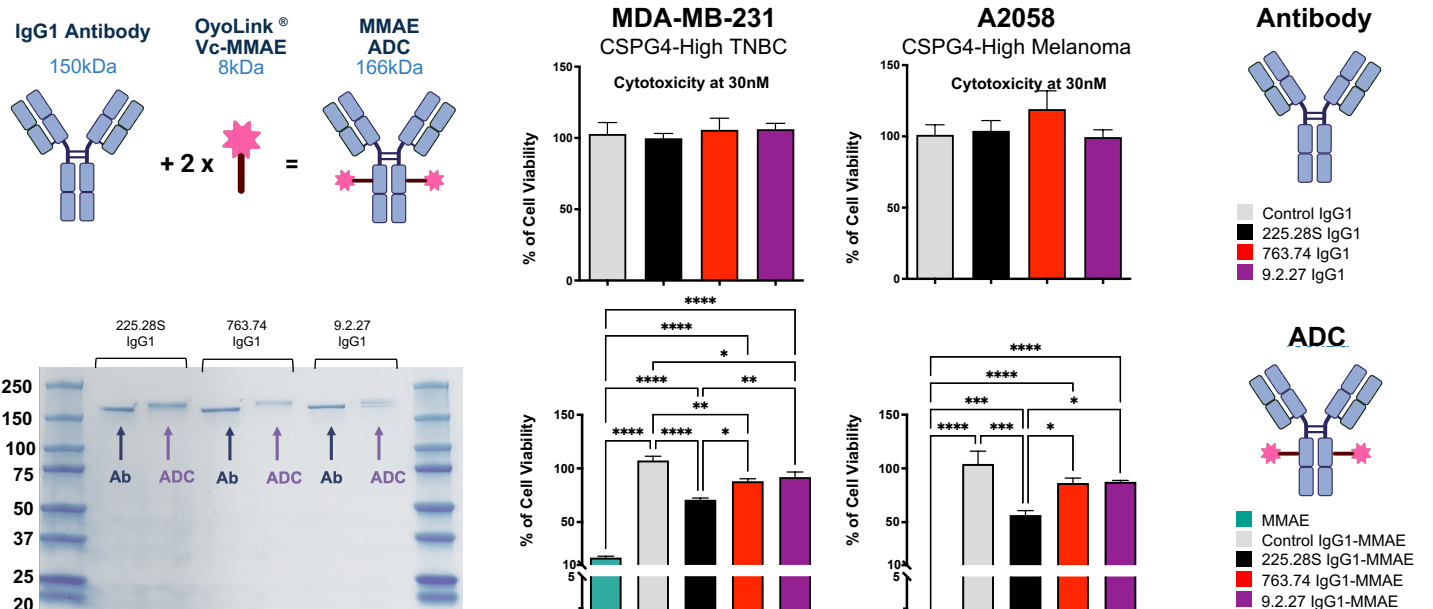 IgG1 Antibody
150kDa
OyoLink ®
Vc-MMAE
8kDa
MMAE
ADC
166kDa
+ 2 x
=
225.28S
IgG1
763.74
IgG1
9.2.27
IgG1
250
150
100
75
50
37
25
20
Ab
ADC
Ab
ADC
Ab
ADC
MDA-MB-231
CSPG4-High TNBC
Cytotoxicity at 30nM
% of Cell Viability
150
100
50
0
A2058
CSPG4-High Melanoma
Cytotoxicity at 30nM
% of Cell Viability
150
100
50
0
****
****
*
**** **
**
**** **** *
% of Cell Viability
150
100
50
10
5
****
****
*** *
**** *** *
% of Cell Viability
150
100
50
10
5
Antibody
Control IgG1
225.28S IgG1
763.74 IgG1
9.2.27 IgG1
ADC
MMAE
Control IgG1-MMAE
225.28S IgG1-MMAE
763.74 IgG1-MMAE
9.2.27 IgG1-MMAE